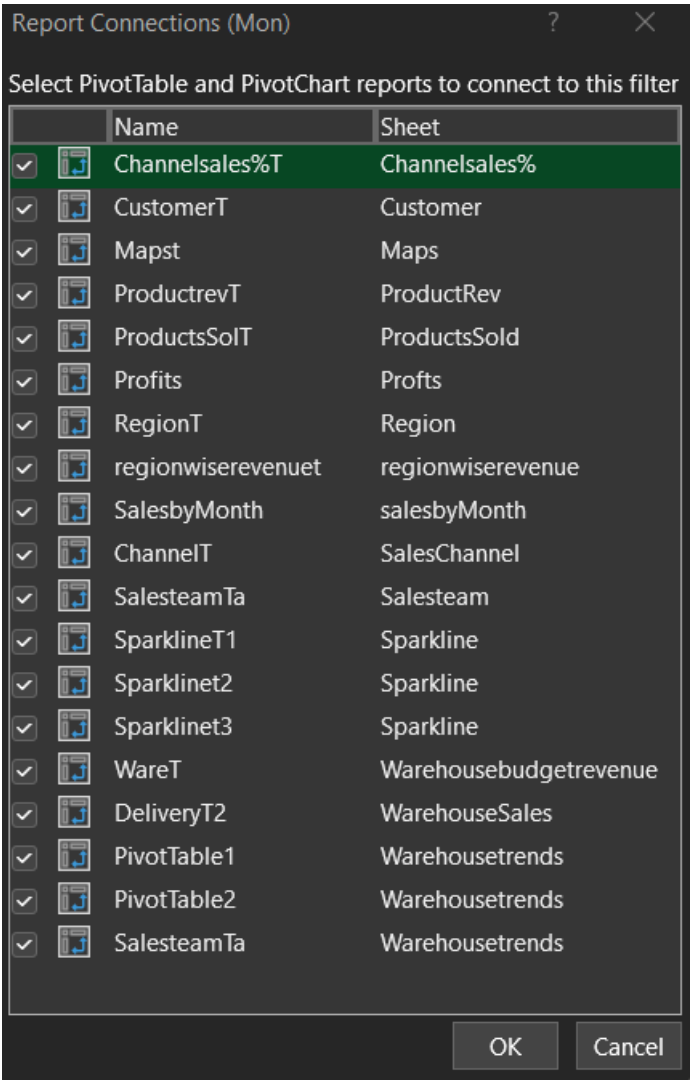 Report Connections (Mon) ? ×
Select PivotTable and PivotChart reports to connect to this filter
Name Sheet
Channelsales%T Channelsales%
CustomerT Customer
Mapst Maps
ProductrevT ProductRev
ProductsSolT ProductsSold
Profits Profts
RegionT Region
regionwiserevenuet regionwiserevenue
SalesbyMonth salesbyMonth
ChannelT SalesChannel
SalesteamTa Salesteam
SparklineT1 Sparkline
Sparklinet2 Sparkline
Sparklinet3 Sparkline
WareT Warehousebudgetrevenue
DeliveryT2 WarehouseSales
PivotTable1 Warehousetrends
PivotTable2 Warehousetrends
SalesteamTa Warehousetrends
OK Cancel